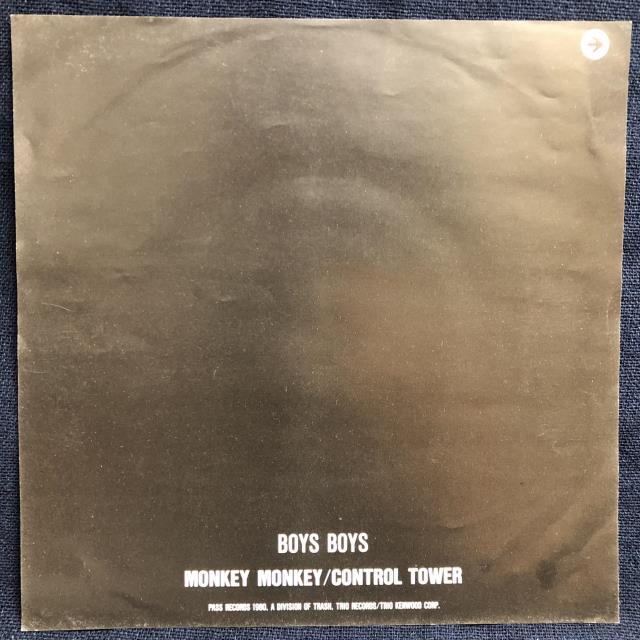 BOYS BOYS
MONKEY MONKEY/CONTROL TOWER
PASS RECORDS 1980, A DIVISION OF TRASH, TRIO RECORDS/TRIO KENWOOD CORP.